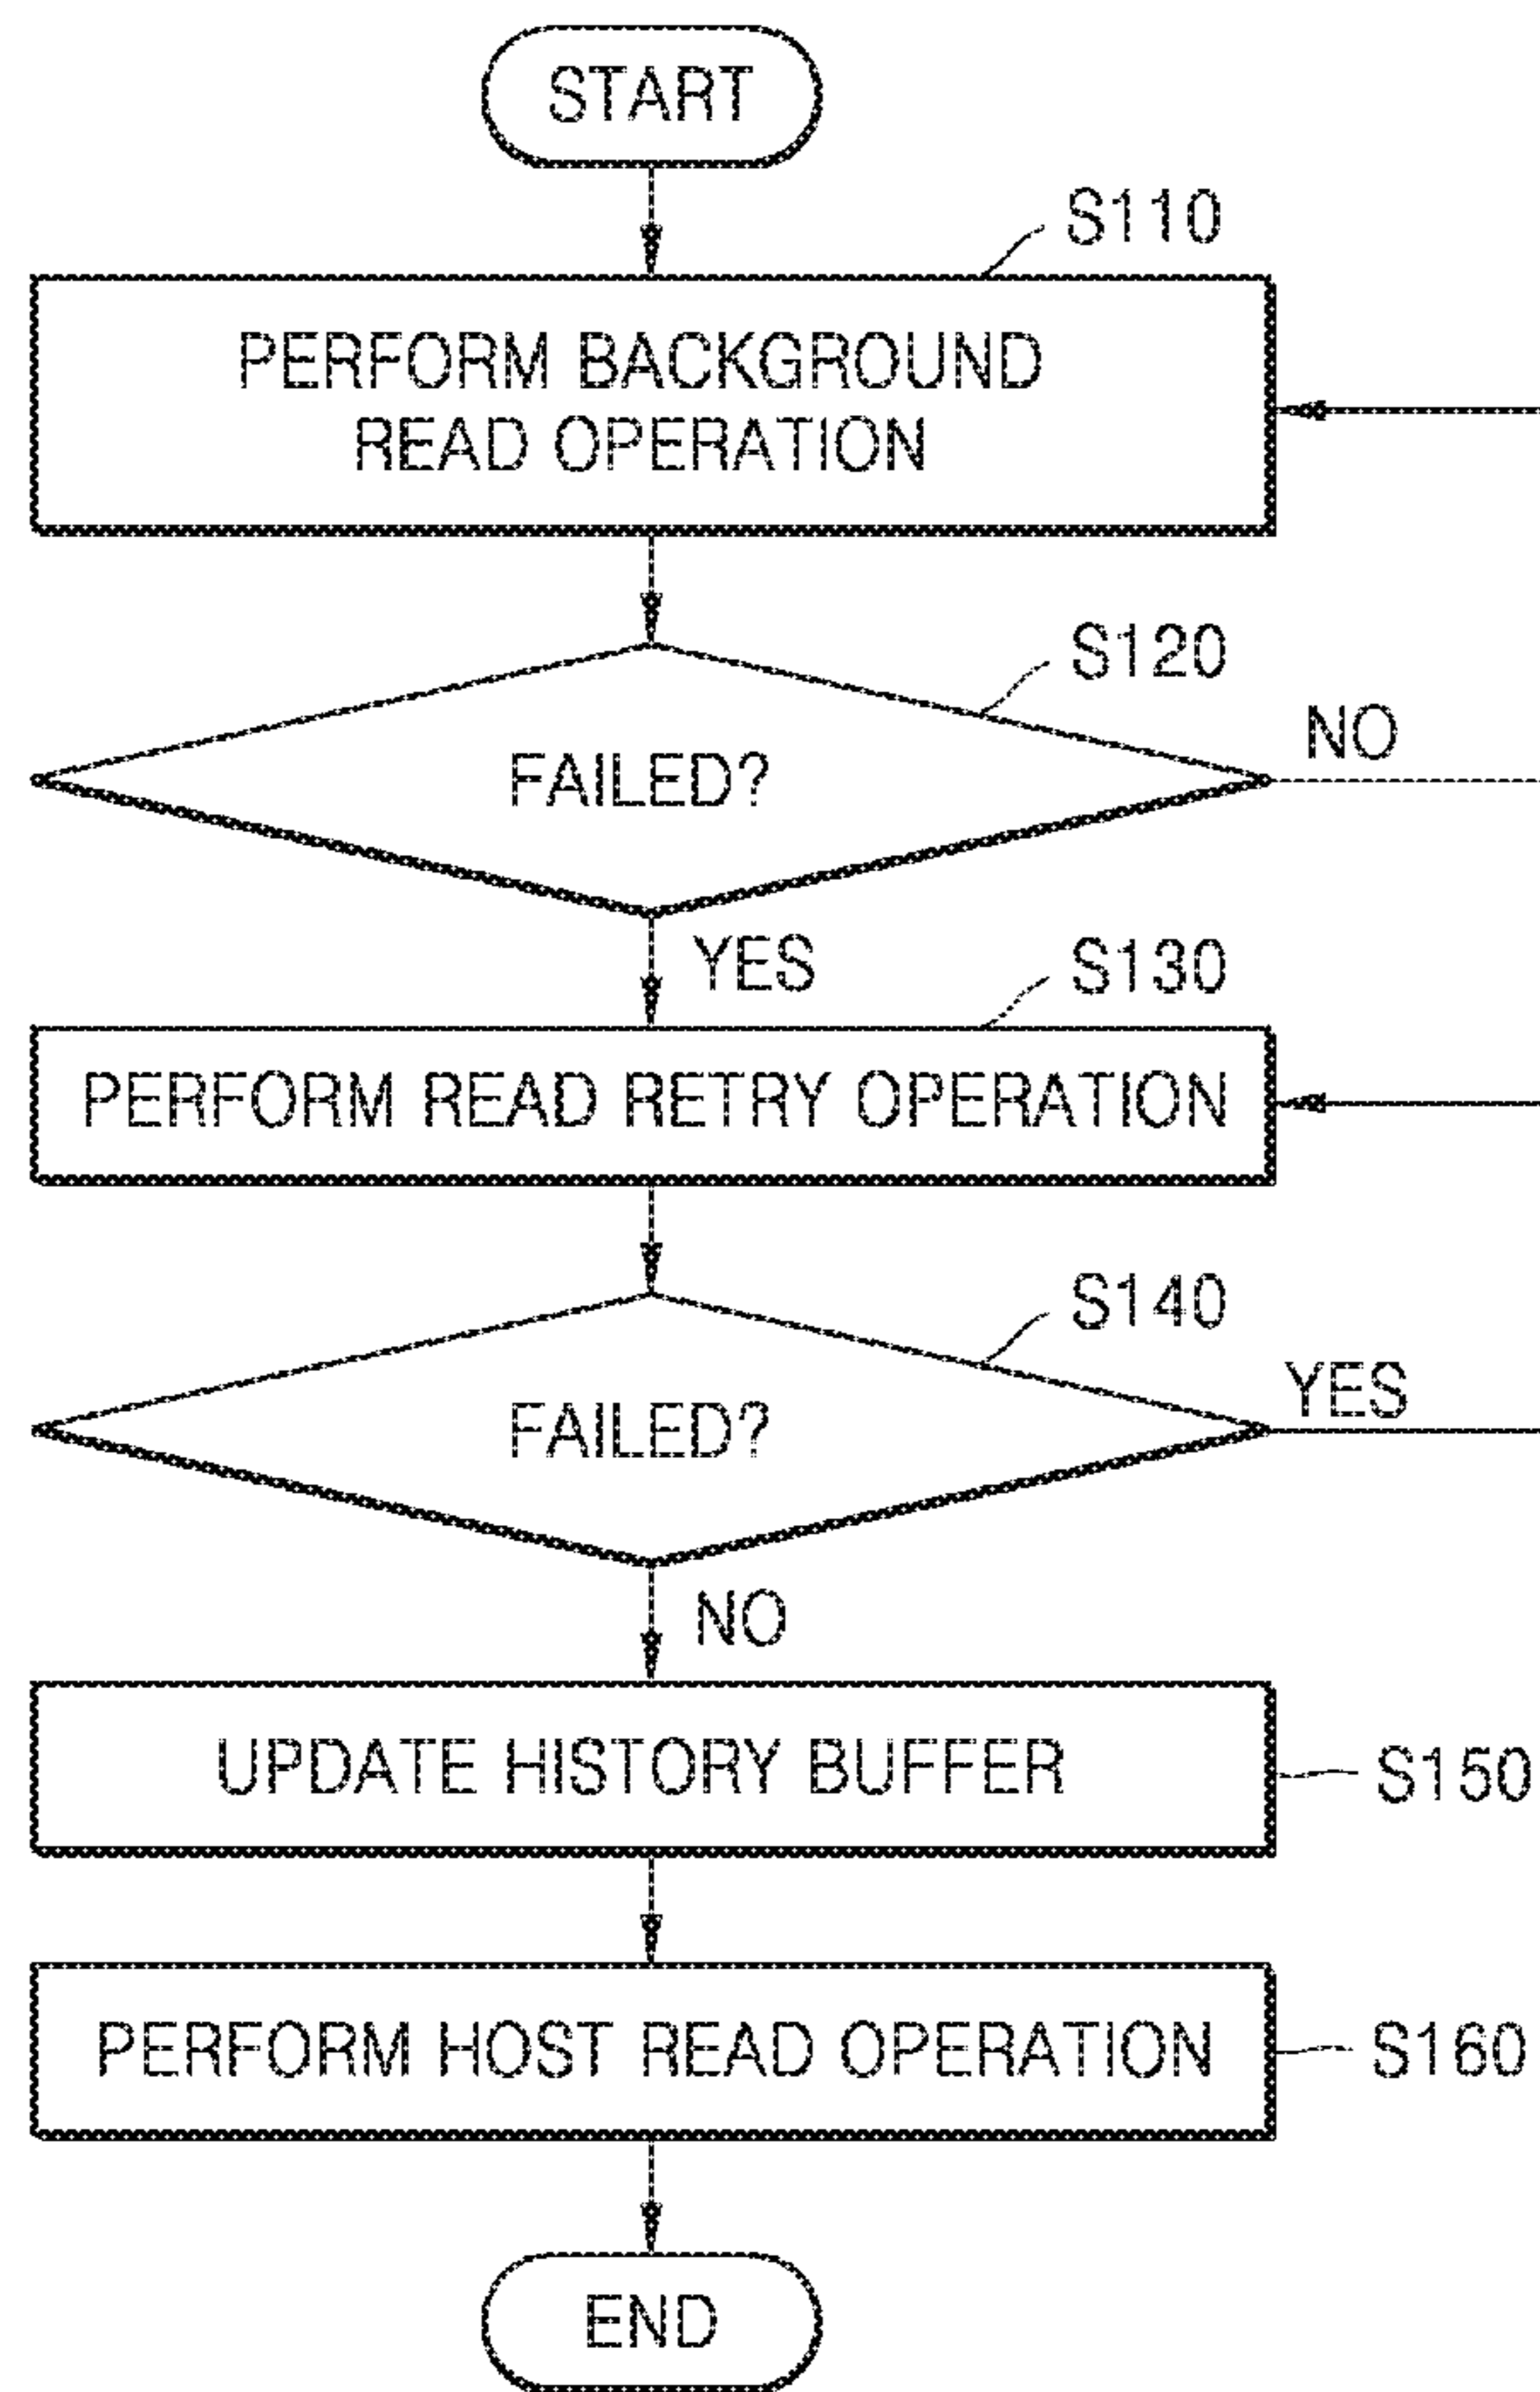 START
S110
PERFORM BACKGROUND
READ OPERATION
S120
FAILED?
NO
YES
S130
PERFORM READ RETRY OPERATION
S140
FAILED?
YES
NO
UPDATE HISTORY BUFFER
S150
PERFORM HOST READ OPERATION
S160
END